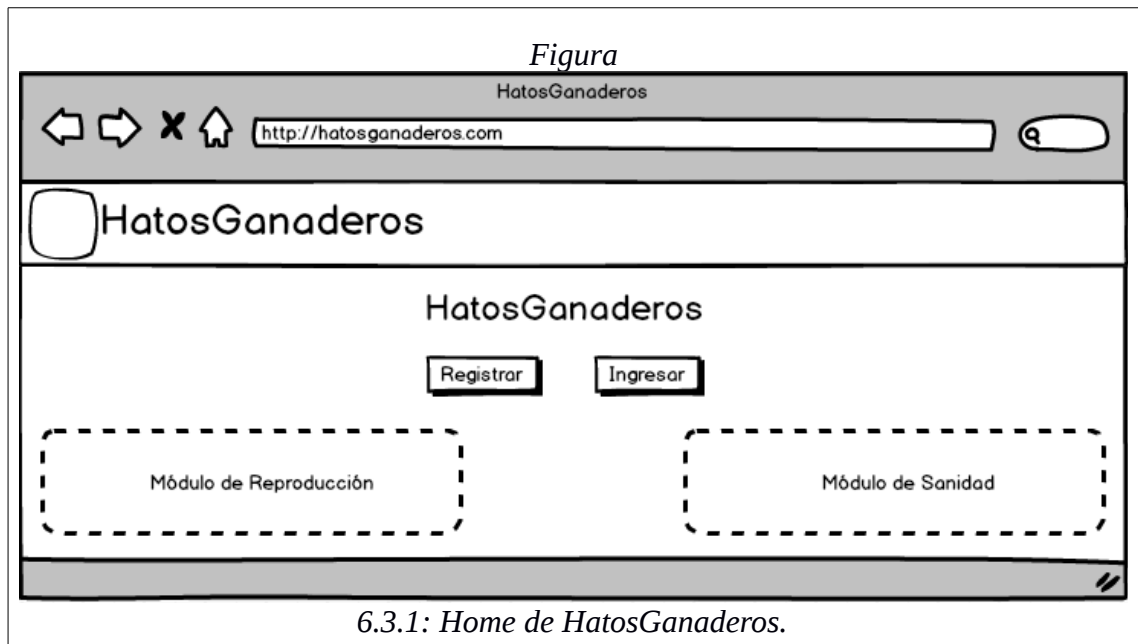 Figura
HatosGanaderos
http://hatosganaderos.com
HatosGanaderos
HatosGanaderos
Registrar Ingresar
Módulo de Reproducción Módulo de Sanidad
6.3.1: Home de HatosGanaderos.